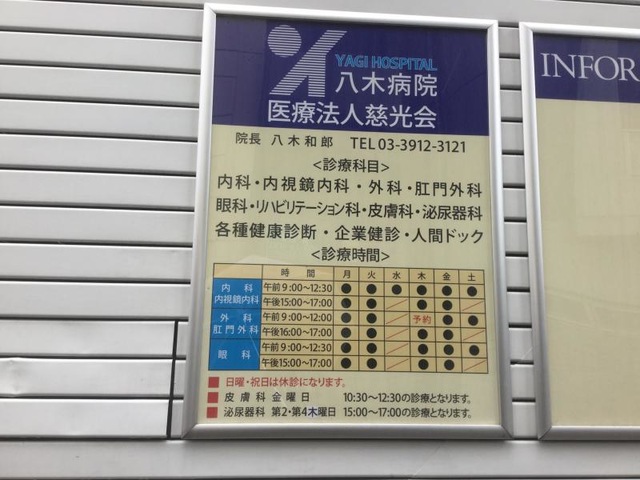 YAGI HOSPITAL
八木病院
医療法人慈光会
INFOR
院長 八木和郎 TEL 03-3912-3121
<診療科目>
内科・内視鏡内科・外科・肛門外科
眼科・リハビリテーション科・皮膚科・泌尿器科
各種健康診断・企業健診・人間ドック
<診療時間>
時間 月 火 水 木 金 土
内科 内視鏡内科 午前9:00〜12:30 ● ● ● ● ● ●
午後15:00〜17:00 ● ● ／ ● ● ／
外科 肛門外科 午前9:00〜12:00 ● ● ／ 予約 ● ●
午後16:00〜17:00 ● ● ／ ● ● ／
眼科 午前9:00〜12:30 ● ● ／ ● ● ●
午後15:00〜17:00 ● ● ／ ● ● ／
■ 日曜・祝日は休診になります。
■ 皮膚科 金曜日 10:30〜12:30の診療となります。
■ 泌尿器科 第2・第4木曜日 15:00〜17:00の診療となります。